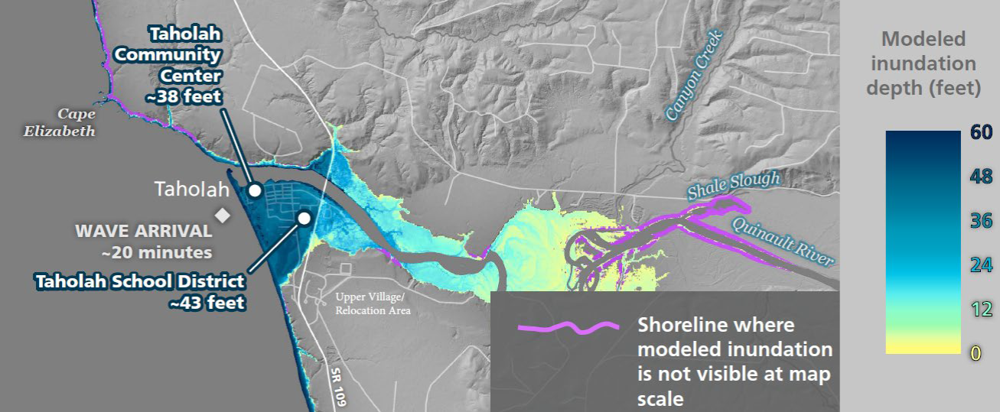 Taholah
Community
Center
~38 feet
Cape
Elizabeth
Canyon Creek
Shale Slough
Quinault River
Taholah
WAVE ARRIVAL
~20 minutes
Taholah School District
~43 feet
Upper Village/
Relocation Area
SR 109
Shoreline where
modeled inundation
is not visible at map
scale
Modeled
inundation
depth (feet)
60
48
36
24
12
0